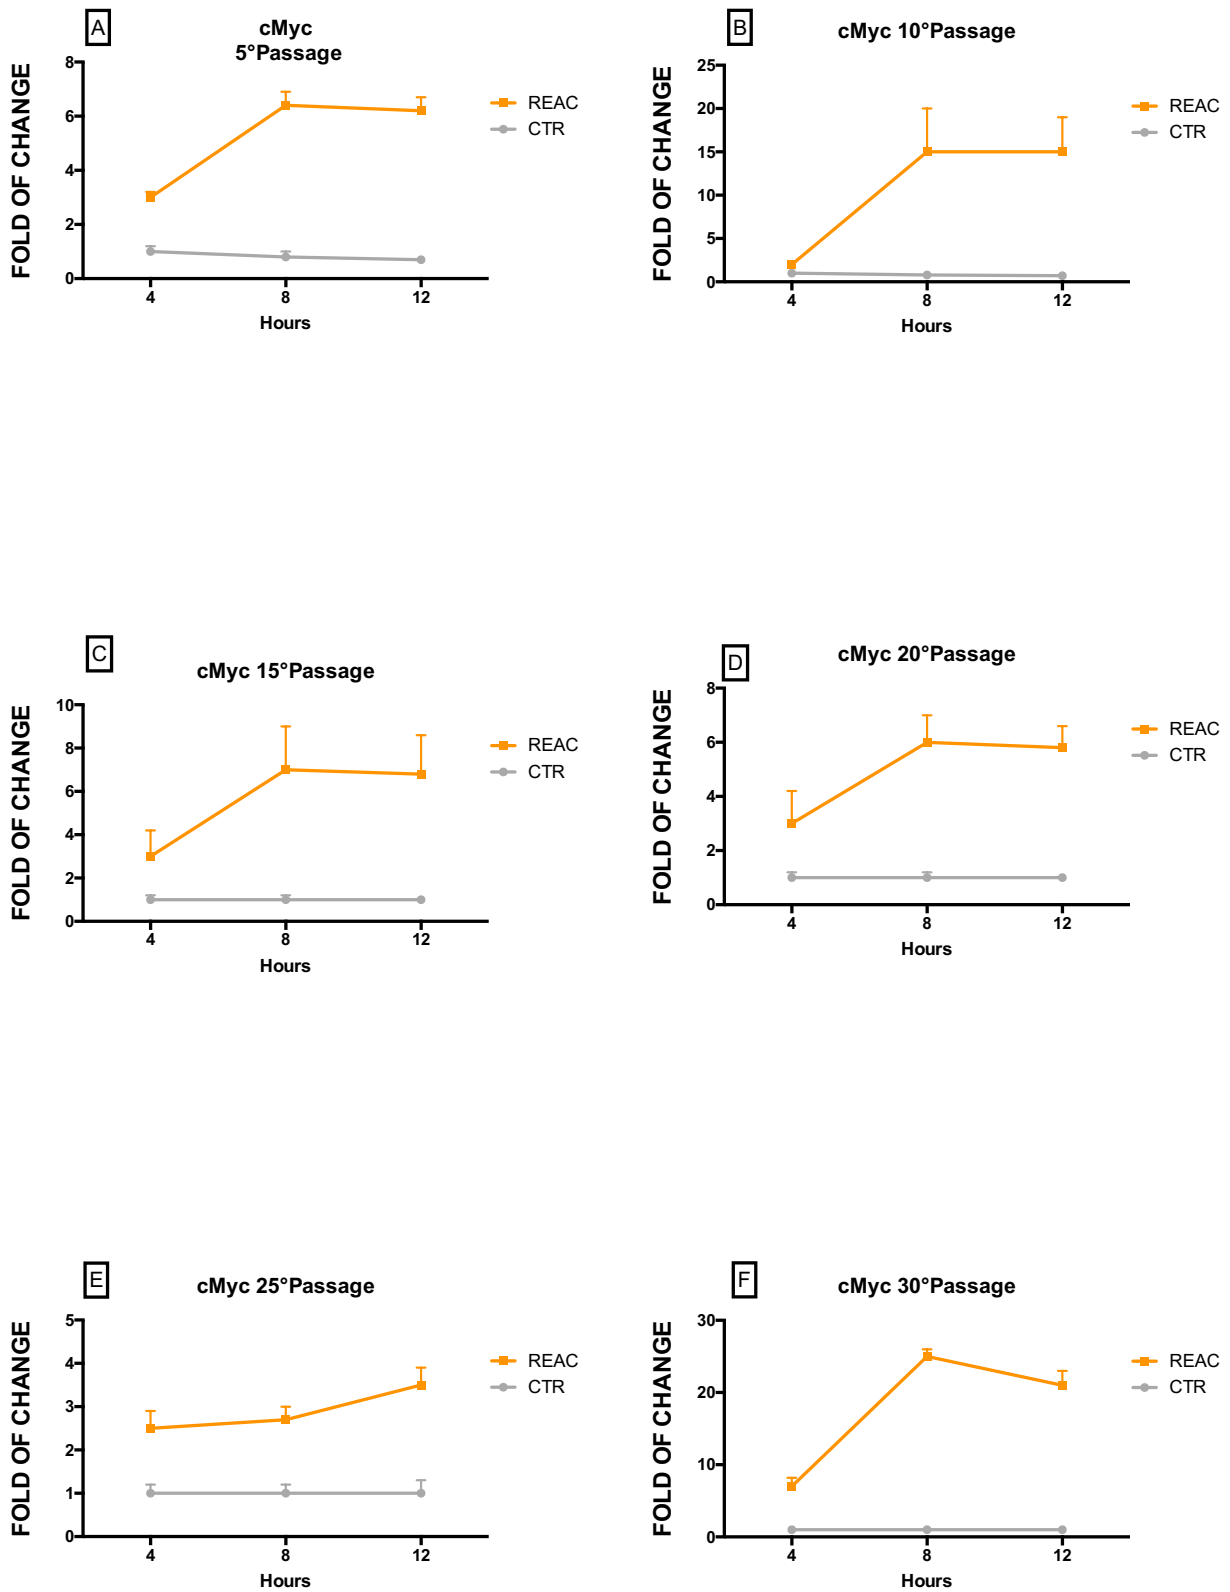 A
cMyc
5°Passage
FOLD OF CHANGE
8
6
4
2
0
4
8
12
Hours
REAC
CTR
B
cMyc 10°Passage
FOLD OF CHANGE
25
20
15
10
5
0
4
8
12
Hours
REAC
CTR
C
cMyc 15°Passage
FOLD OF CHANGE
10
8
6
4
2
0
4
8
12
Hours
REAC
CTR
D
cMyc 20°Passage
FOLD OF CHANGE
8
6
4
2
0
4
8
12
Hours
REAC
CTR
E
cMyc 25°Passage
FOLD OF CHANGE
5
4
3
2
1
0
4
8
12
Hours
REAC
CTR
F
cMyc 30°Passage
FOLD OF CHANGE
30
20
10
0
4
8
12
Hours
REAC
CTR